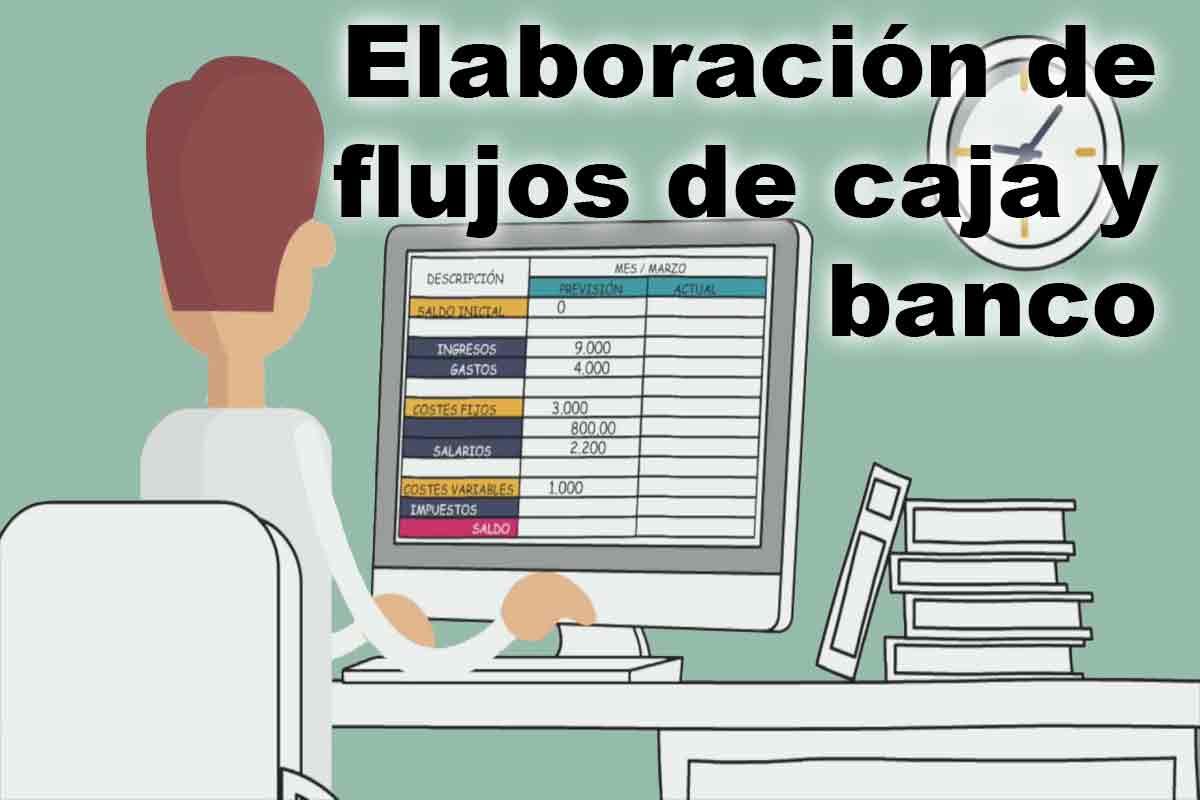 Elaboración de
flujos de caja y
banco
DESCRIPCIÓN MES / MARZO
PREVISIÓN ACTUAL
SALDO INICIAL 0
INGRESOS 9.000
GASTOS 4.000
COSTES FIJOS 3.000
800,00
SALARIOS 2.200
COSTES VARIABLES 1.000
IMPUESTOS
SALDO